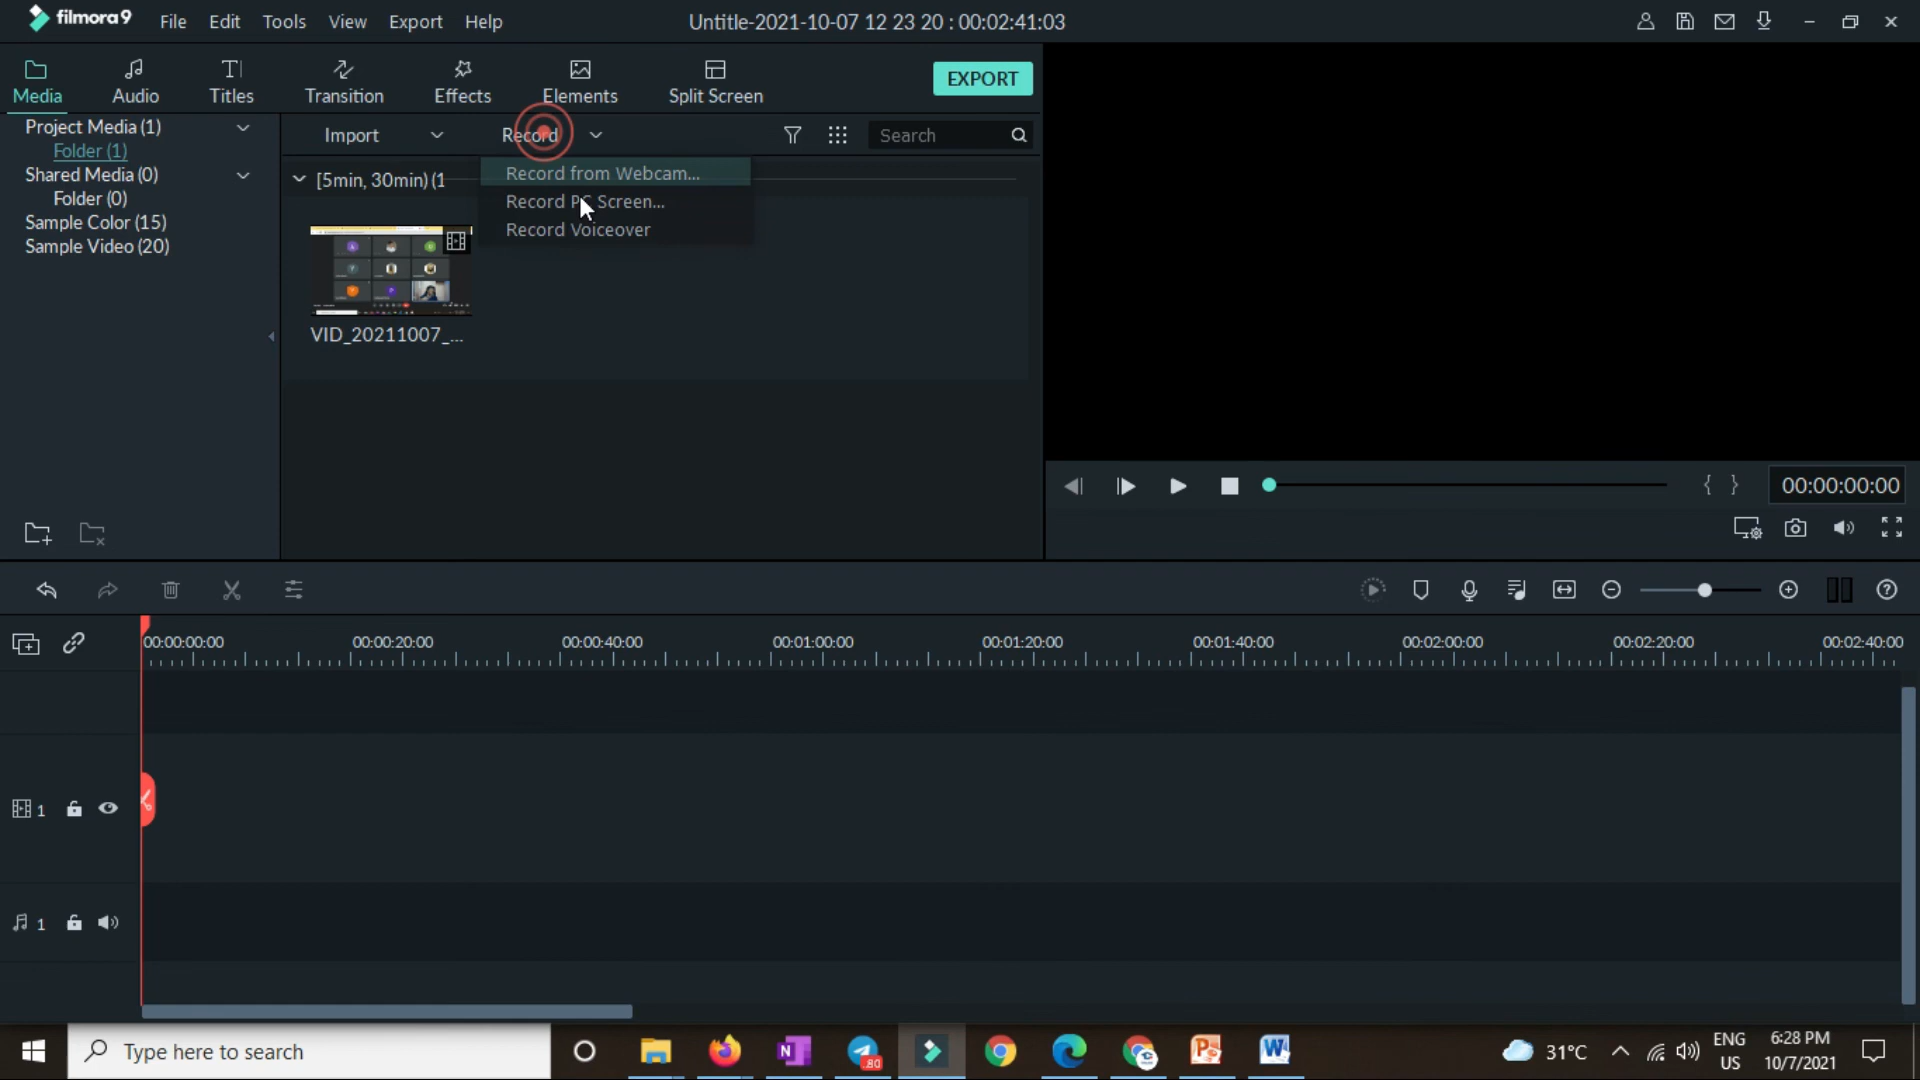 filmora9 File Edit Tools View Export Help Untitle-2021-10-07 12 23 20 : 00:02:41:03
Media Audio Titles Transition Effects Elements Split Screen EXPORT
Project Media (1)
Folder (1)
Shared Media (0)
Folder (0)
Sample Color (15)
Sample Video (20)
Import Record Search
[5min, 30min) (1
Record from Webcam...
Record PC Screen...
Record Voiceover
VID_20211007_...
00:00:00:00
00:00:00:00 00:00:20:00 00:00:40:00 00:01:00:00 00:01:20:00 00:01:40:00 00:02:00:00 00:02:20:00 00:02:40:00
1
1
Type here to search
80
31°C
ENG
US
6:28 PM
10/7/2021